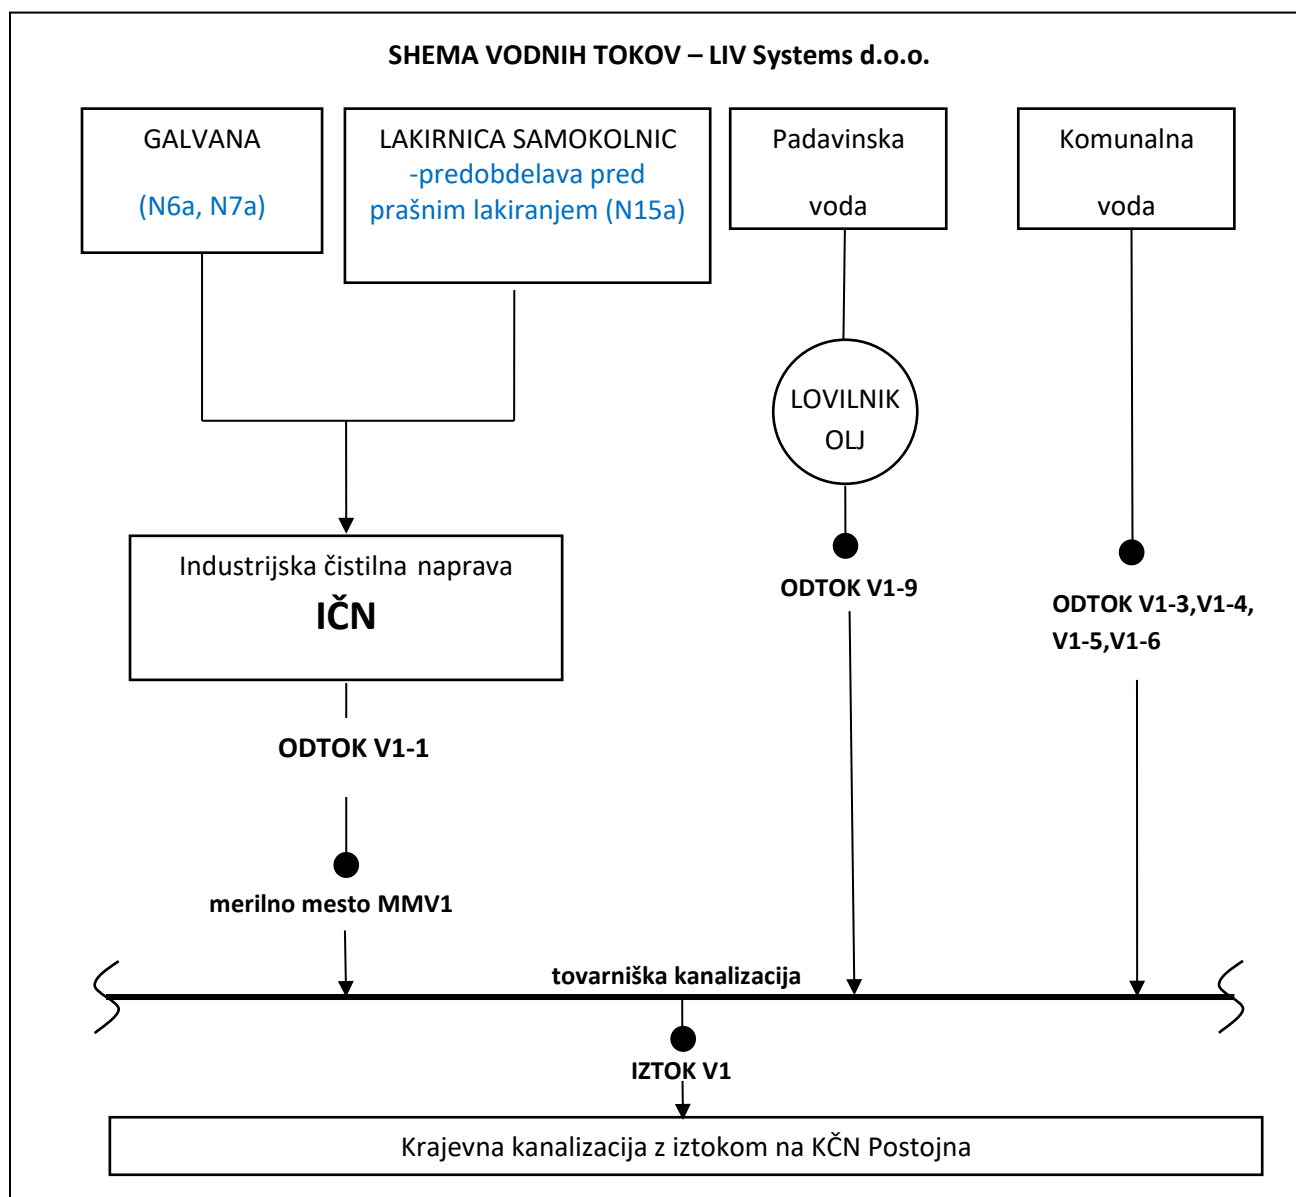 SHEMA VODNIH TOKOV – LIV Systems d.o.o.
GALVANA
(N6a, N7a)
LAKIRNICA SAMOKOLNIC
-predobdelava pred
prašnim lakiranjem (N15a)
Padavinska
voda
Komunalna
voda
LOVILNIK
OLJ
Industrijska čistilna naprava
IČN
ODTOK V1-9
ODTOK V1-3,V1-4,
V1-5,V1-6
ODTOK V1-1
merilno mesto MMV1
tovarniška kanalizacija
IZTOK V1
Krajevna kanalizacija z iztokom na KČN Postojna